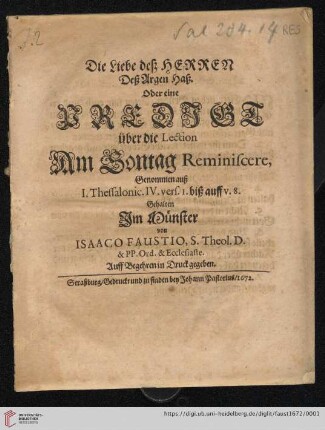 Sal 204. 14 RES
Die Liebe deß HERREN
Deß Argen Haß.
Oder eine
PREDIGT
über die Lection
Am Sontag Reminiscere,
Genommen auß
I. Thessalonic. IV. vers. 1. biß auff v. 8.
Gehalten
Im Münster
von
ISAACO FAUSTIO, S. Theol. D.
& PP. Ord. & Ecclesiaste.
Auff Begehren in Druck gegeben.
Straßburg/ Gedruckt und zu finden bey Johann Pastorius/ 1672.
https://digi.ub.uni-heidelberg.de/diglit/faust1672/0001